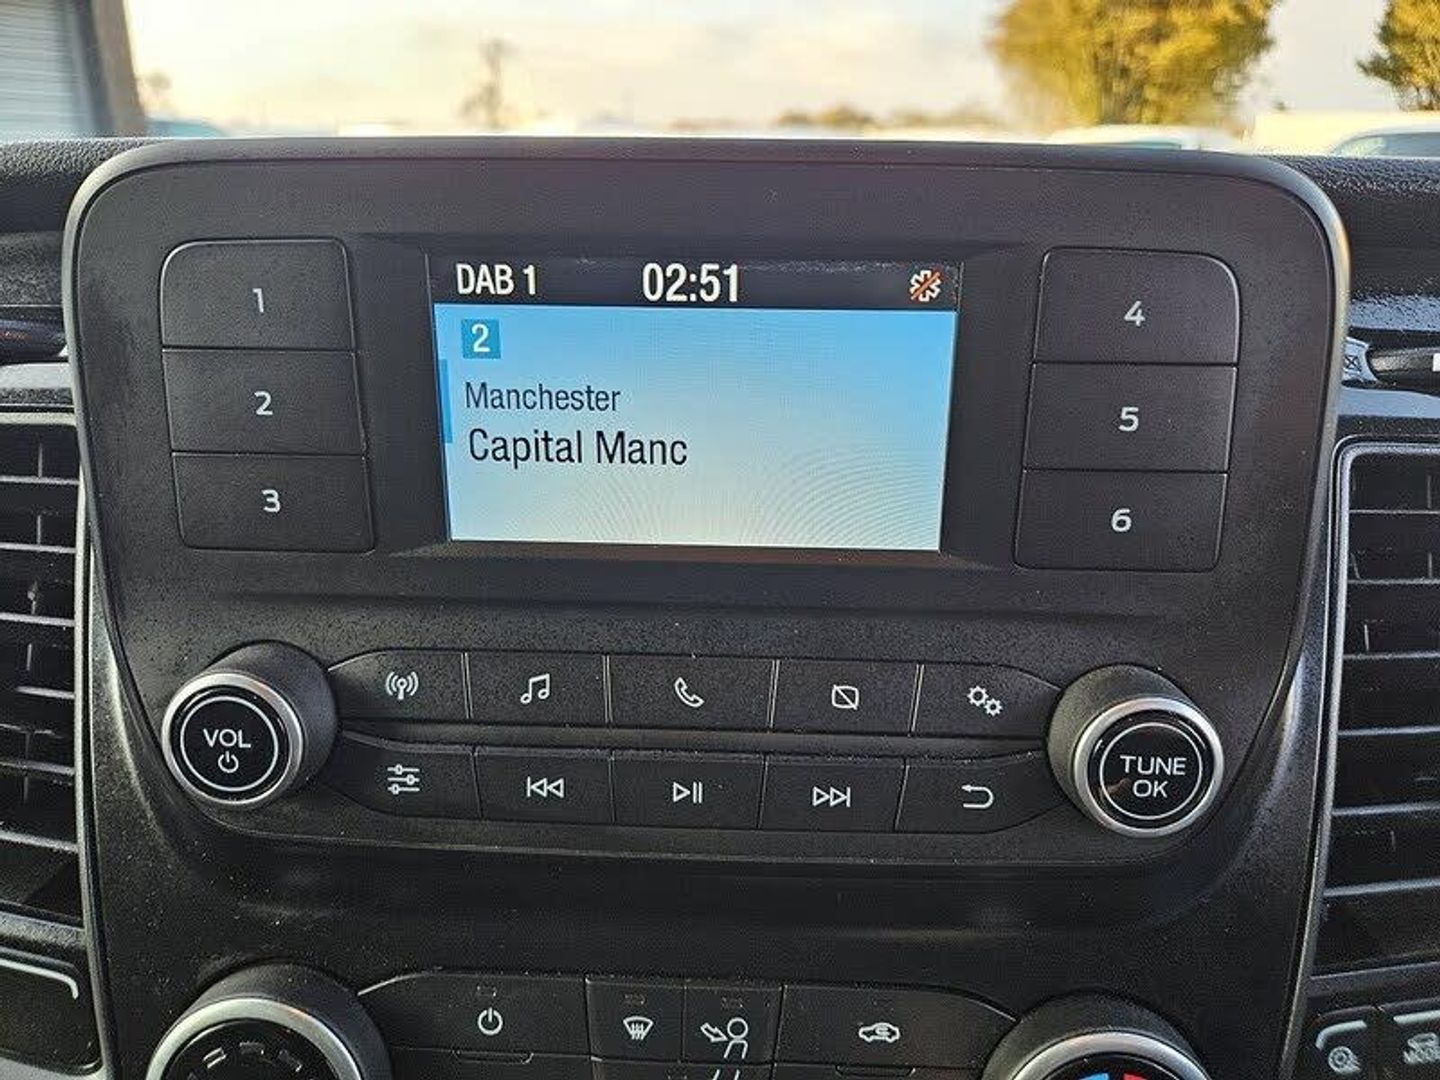 DAB 1 02:51
2
Manchester
Capital Manc
1
2
3
4
5
6
VOL
TUNE
OK